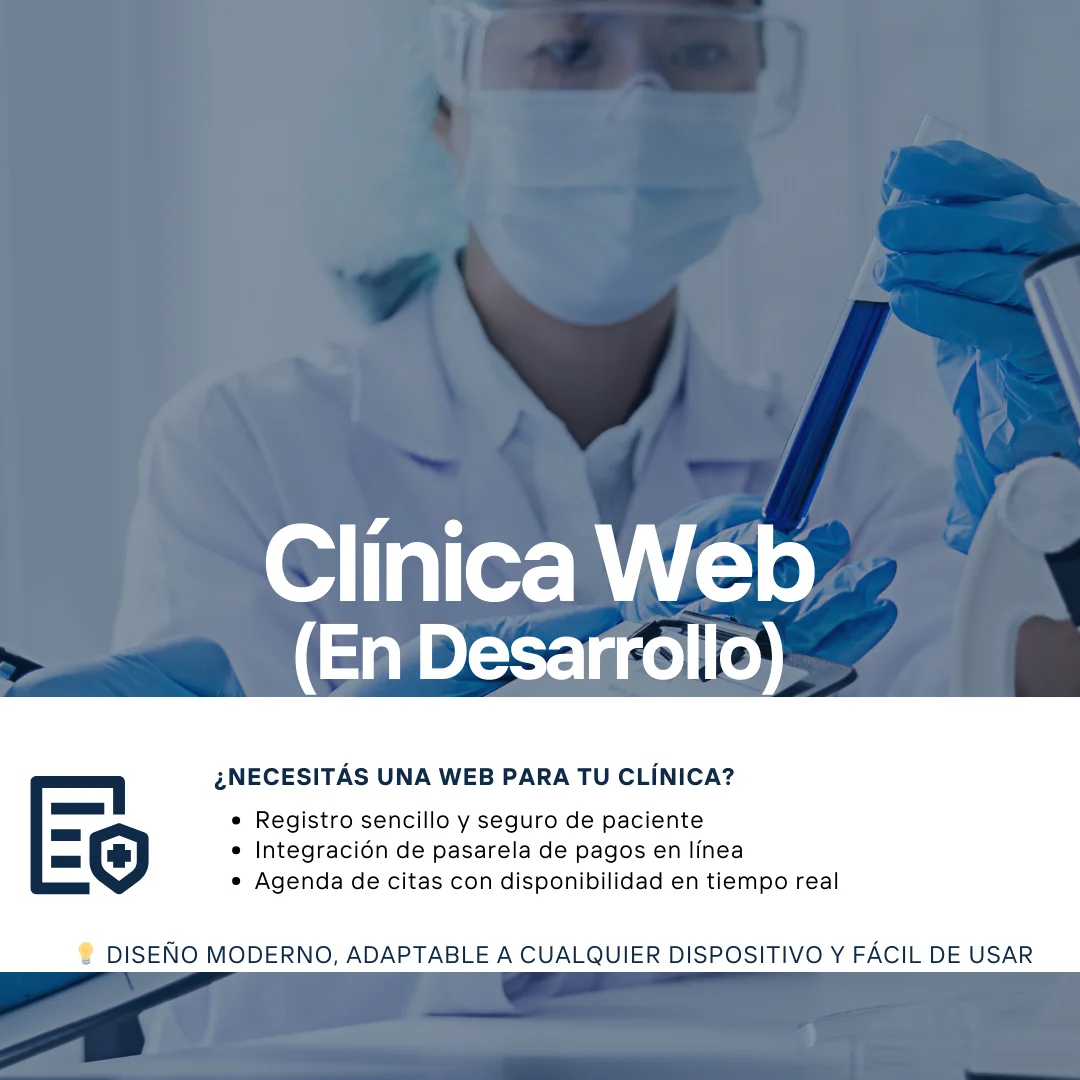 Clínica Web
(En Desarrollo)
¿NECESITÁS UNA WEB PARA TU CLÍNICA?
• Registro sencillo y seguro de paciente
• Integración de pasarela de pagos en línea
• Agenda de citas con disponibilidad en tiempo real
💡 DISEÑO MODERNO, ADAPTABLE A CUALQUIER DISPOSITIVO Y FÁCIL DE USAR